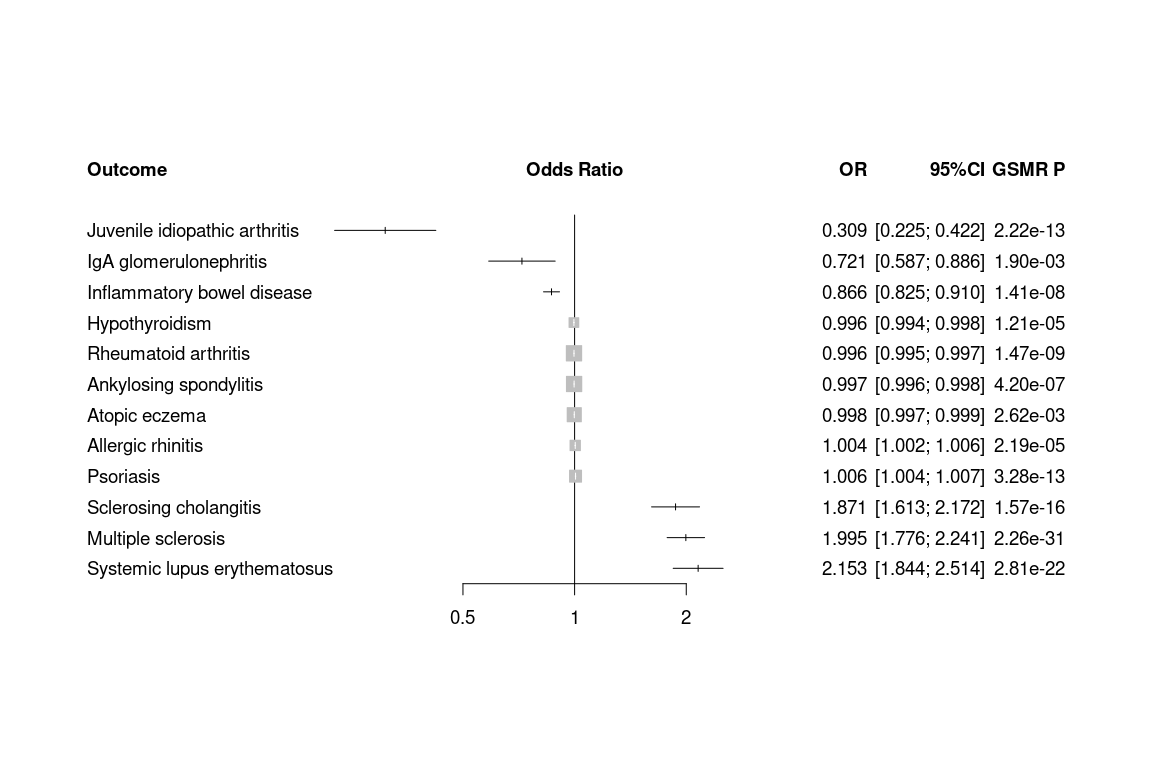 Outcome Odds Ratio OR 95%CI GSMR P
Juvenile idiopathic arthritis 0.309 [0.225; 0.422] 2.22e-13
IgA glomerulonephritis 0.721 [0.587; 0.886] 1.90e-03
Inflammatory bowel disease 0.866 [0.825; 0.910] 1.41e-08
Hypothyroidism 0.996 [0.994; 0.998] 1.21e-05
Rheumatoid arthritis 0.996 [0.995; 0.997] 1.47e-09
Ankylosing spondylitis 0.997 [0.996; 0.998] 4.20e-07
Atopic eczema 0.998 [0.997; 0.999] 2.62e-03
Allergic rhinitis 1.004 [1.002; 1.006] 2.19e-05
Psoriasis 1.006 [1.004; 1.007] 3.28e-13
Sclerosing cholangitis 1.871 [1.613; 2.172] 1.57e-16
Multiple sclerosis 1.995 [1.776; 2.241] 2.26e-31
Systemic lupus erythematosus 2.153 [1.844; 2.514] 2.81e-22
0.5 1 2